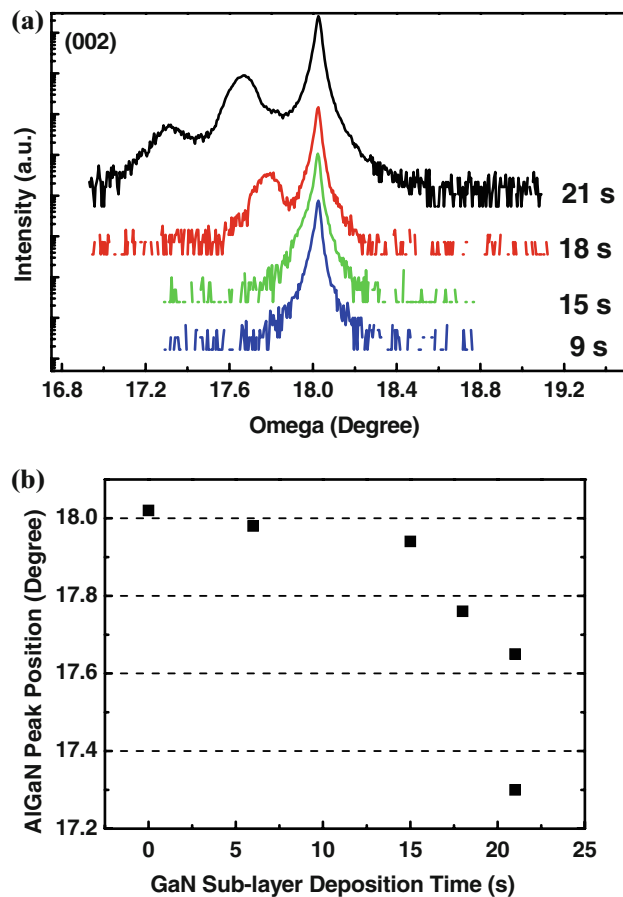 (a)
(002)
Intensity (a.u.)
21 s
18 s
15 s
9 s
16.8 17.2 17.6 18.0 18.4 18.8 19.2
Omega (Degree)
(b)
AlGaN Peak Position (Degree)
18.0
17.8
17.6
17.4
17.2
0 5 10 15 20 25
GaN Sub-layer Deposition Time (s)